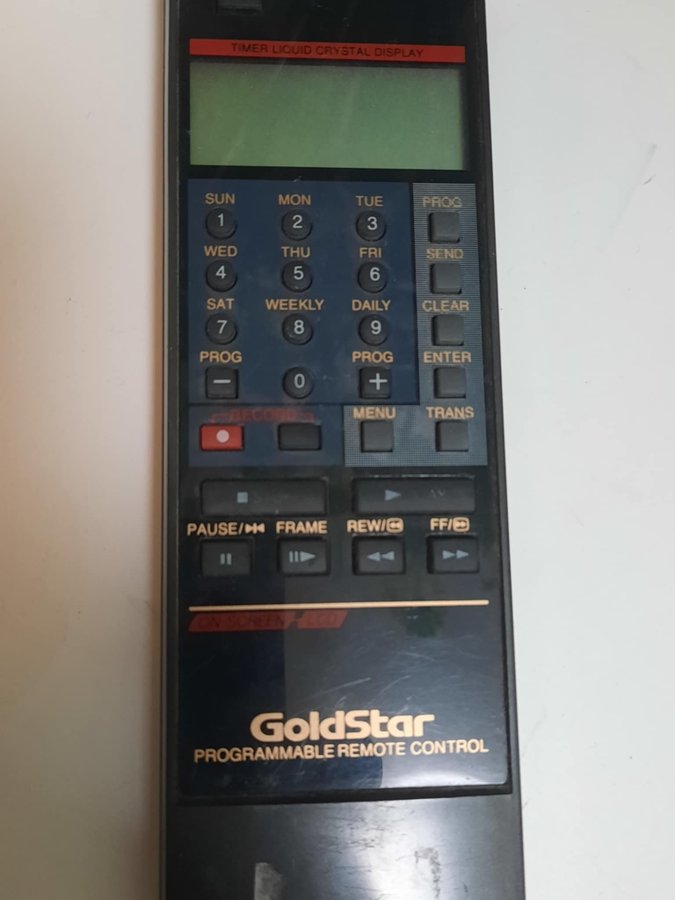 TIMER LIQUID CRYSTAL DISPLAY
SUN MON TUE PROG
1 2 3
WED THU FRI SEND
4 5 6
SAT WEEKLY DAILY CLEAR
7 8 9
PROG PROG ENTER
− 0 +
RECORD MENU TRANS
PAUSE/ FRAME REW/ FF/
ON-SCREEN LCD
GoldStar
PROGRAMMABLE REMOTE CONTROL